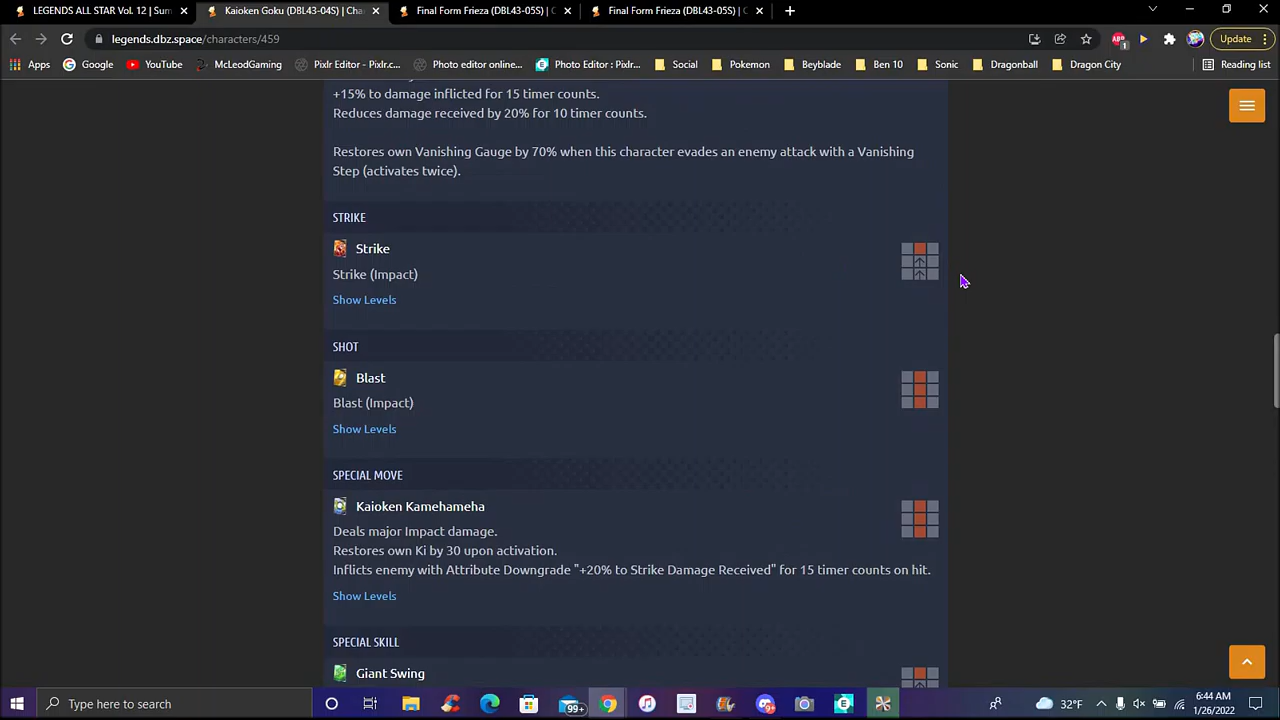 LEGENDS ALL STAR Vol. 12 | Sum
Kaioken Goku (DBL43-04S) | Cha
Final Form Frieza (DBL-05S) | C
Final Form Frieza (DBL-05S) | C
legends.dbz.space/characters/459
Update
Apps
Google
YouTube
McLeodGaming
Pixlr Editor - Pixlr.c...
Photo editor online...
Photo Editor : Pixlr...
Social
Pokemon
Beyblade
Ben 10
Sonic
Dragonball
Dragon City
Reading list
+15% to damage inflicted for 15 timer counts.
Reduces damage received by 20% for 10 timer counts.
Restores own Vanishing Gauge by 70% when this character evades an enemy attack with a Vanishing
Step (activates twice).
STRIKE
Strike
Strike (Impact)
Show Levels
SHOT
Blast
Blast (Impact)
Show Levels
SPECIAL MOVE
Kaioken Kamehameha
Deals major Impact damage.
Restores own Ki by 30 upon activation.
Inflicts enemy with Attribute Downgrade "+20% to Strike Damage Received" for 15 timer counts on hit.
Show Levels
SPECIAL SKILL
Giant Swing
Type here to search
99+
32°F
6:44 AM
1/26/2022